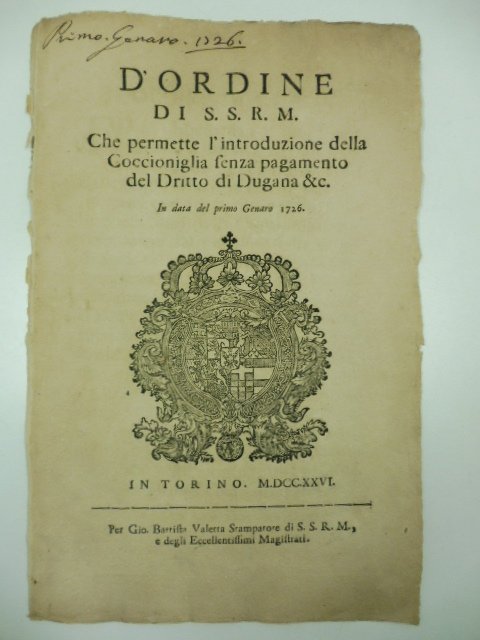 Primo. Genaro. 1726.
D'ORDINE
DI S. S. R. M.
Che permette l'introduzione della
Coccioniglia ſenza pagamento
del Dritto di Dugana &c.
In data del primo Genaro 1726.
IN TORINO. M.DCC.XXVI.
Per Gio. Battiſta Valetta Stampatore di S. S. R. M.,
e degli Eccellentiſſimi Magiſtrati.